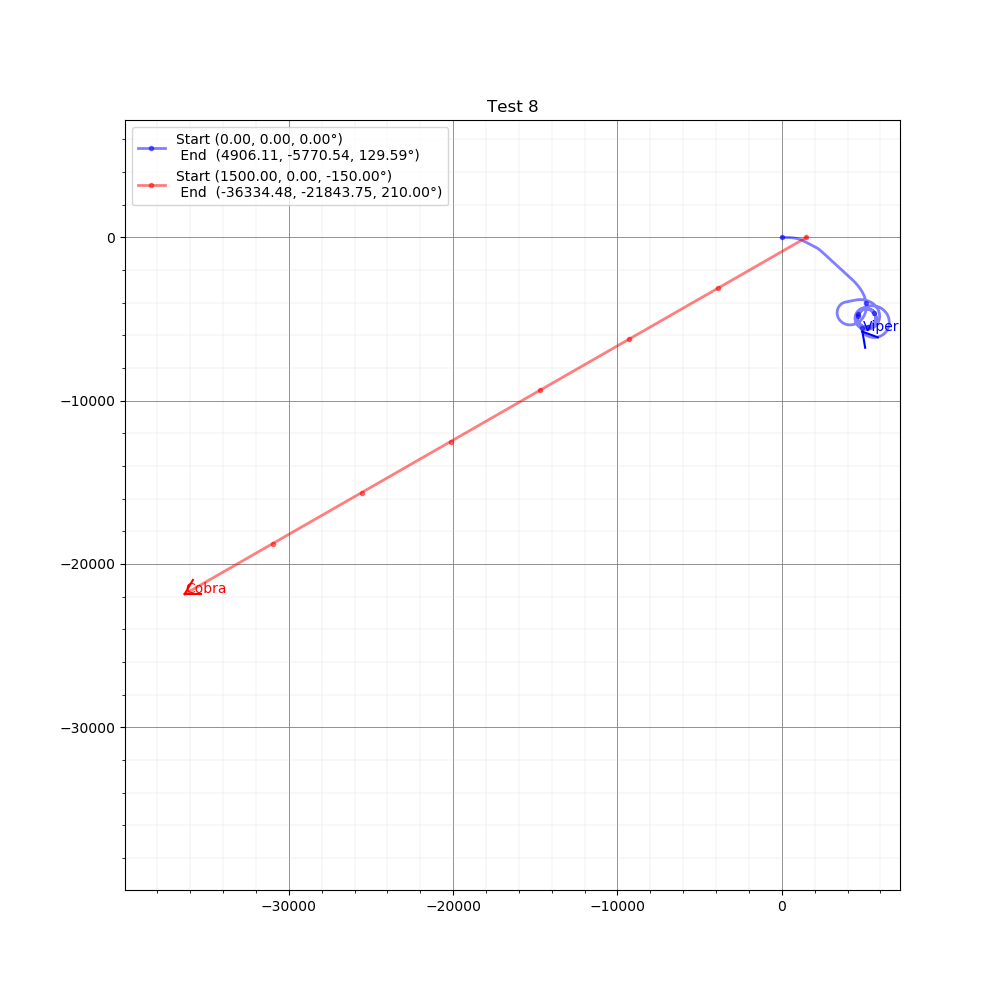 Test 8
Start (0.00, 0.00, 0.00°)
End (4906.11, -5770.54, 129.59°)
Start (1500.00, 0.00, -150.00°)
End (-36334.48, -21843.75, 210.00°)
0
Viper
−10000
−20000
Cobra
−30000
−30000 −20000 −10000 0